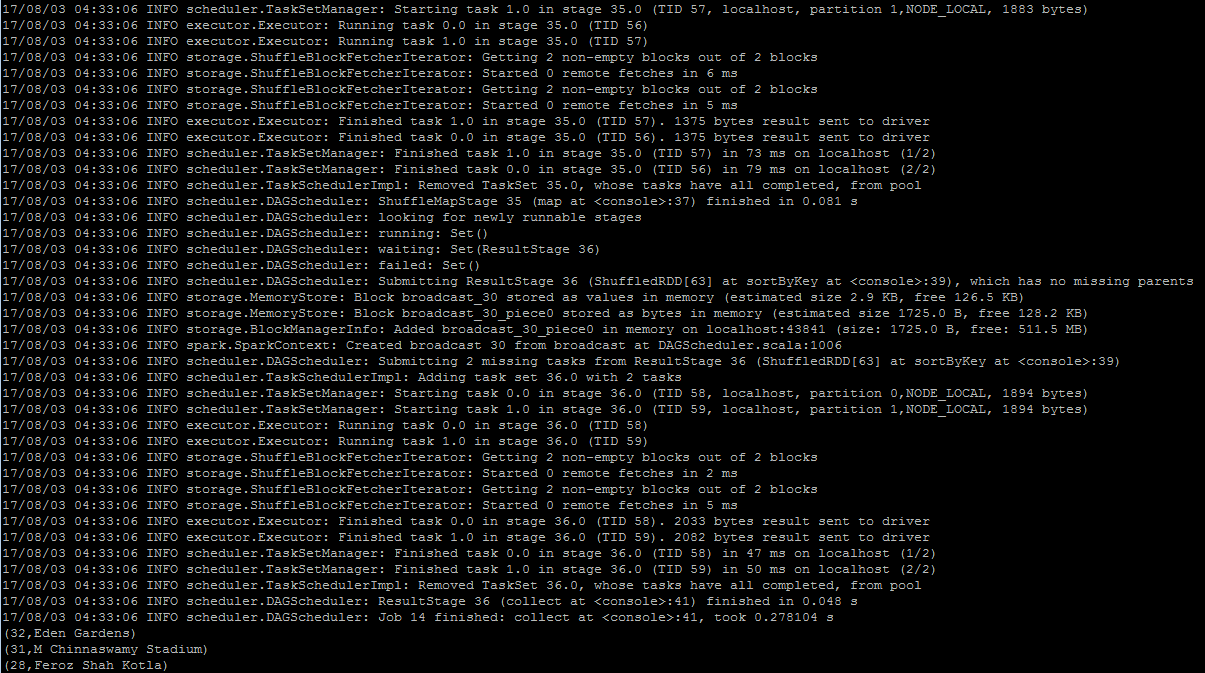 17/08/03 04:33:06 INFO scheduler.TaskSetManager: Starting task 1.0 in stage 35.0 (TID 57, localhost, partition 1,NODE_LOCAL, 1883 bytes)
17/08/03 04:33:06 INFO executor.Executor: Running task 0.0 in stage 35.0 (TID 56)
17/08/03 04:33:06 INFO executor.Executor: Running task 1.0 in stage 35.0 (TID 57)
17/08/03 04:33:06 INFO storage.ShuffleBlockFetcherIterator: Getting 2 non-empty blocks out of 2 blocks
17/08/03 04:33:06 INFO storage.ShuffleBlockFetcherIterator: Started 0 remote fetches in 6 ms
17/08/03 04:33:06 INFO storage.ShuffleBlockFetcherIterator: Getting 2 non-empty blocks out of 2 blocks
17/08/03 04:33:06 INFO storage.ShuffleBlockFetcherIterator: Started 0 remote fetches in 5 ms
17/08/03 04:33:06 INFO executor.Executor: Finished task 1.0 in stage 35.0 (TID 57). 1375 bytes result sent to driver
17/08/03 04:33:06 INFO executor.Executor: Finished task 0.0 in stage 35.0 (TID 56). 1375 bytes result sent to driver
17/08/03 04:33:06 INFO scheduler.TaskSetManager: Finished task 1.0 in stage 35.0 (TID 57) in 73 ms on localhost (1/2)
17/08/03 04:33:06 INFO scheduler.TaskSetManager: Finished task 0.0 in stage 35.0 (TID 56) in 79 ms on localhost (2/2)
17/08/03 04:33:06 INFO scheduler.TaskSchedulerImpl: Removed TaskSet 35.0, whose tasks have all completed, from pool
17/08/03 04:33:06 INFO scheduler.DAGScheduler: ShuffleMapStage 35 (map at <console>:37) finished in 0.081 s
17/08/03 04:33:06 INFO scheduler.DAGScheduler: looking for newly runnable stages
17/08/03 04:33:06 INFO scheduler.DAGScheduler: running: Set()
17/08/03 04:33:06 INFO scheduler.DAGScheduler: waiting: Set(ResultStage 36)
17/08/03 04:33:06 INFO scheduler.DAGScheduler: failed: Set()
17/08/03 04:33:06 INFO scheduler.DAGScheduler: Submitting ResultStage 36 (ShuffledRDD[63] at sortByKey at <console>:39), which has no missing parents
17/08/03 04:33:06 INFO storage.MemoryStore: Block broadcast_30 stored as values in memory (estimated size 2.9 KB, free 126.5 KB)
17/08/03 04:33:06 INFO storage.MemoryStore: Block broadcast_30_piece0 stored as bytes in memory (estimated size 1725.0 B, free 128.2 KB)
17/08/03 04:33:06 INFO storage.BlockManagerInfo: Added broadcast_30_piece0 in memory on localhost:43841 (size: 1725.0 B, free: 511.5 MB)
17/08/03 04:33:06 INFO spark.SparkContext: Created broadcast 30 from broadcast at DAGScheduler.scala:1006
17/08/03 04:33:06 INFO scheduler.DAGScheduler: Submitting 2 missing tasks from ResultStage 36 (ShuffledRDD[63] at sortByKey at <console>:39)
17/08/03 04:33:06 INFO scheduler.TaskSchedulerImpl: Adding task set 36.0 with 2 tasks
17/08/03 04:33:06 INFO scheduler.TaskSetManager: Starting task 0.0 in stage 36.0 (TID 58, localhost, partition 0,NODE_LOCAL, 1894 bytes)
17/08/03 04:33:06 INFO scheduler.TaskSetManager: Starting task 1.0 in stage 36.0 (TID 59, localhost, partition 1,NODE_LOCAL, 1894 bytes)
17/08/03 04:33:06 INFO executor.Executor: Running task 0.0 in stage 36.0 (TID 58)
17/08/03 04:33:06 INFO executor.Executor: Running task 1.0 in stage 36.0 (TID 59)
17/08/03 04:33:06 INFO storage.ShuffleBlockFetcherIterator: Getting 2 non-empty blocks out of 2 blocks
17/08/03 04:33:06 INFO storage.ShuffleBlockFetcherIterator: Started 0 remote fetches in 2 ms
17/08/03 04:33:06 INFO storage.ShuffleBlockFetcherIterator: Getting 2 non-empty blocks out of 2 blocks
17/08/03 04:33:06 INFO storage.ShuffleBlockFetcherIterator: Started 0 remote fetches in 5 ms
17/08/03 04:33:06 INFO executor.Executor: Finished task 0.0 in stage 36.0 (TID 58). 2033 bytes result sent to driver
17/08/03 04:33:06 INFO executor.Executor: Finished task 1.0 in stage 36.0 (TID 59). 2082 bytes result sent to driver
17/08/03 04:33:06 INFO scheduler.TaskSetManager: Finished task 0.0 in stage 36.0 (TID 58) in 47 ms on localhost (1/2)
17/08/03 04:33:06 INFO scheduler.TaskSetManager: Finished task 1.0 in stage 36.0 (TID 59) in 50 ms on localhost (2/2)
17/08/03 04:33:06 INFO scheduler.TaskSchedulerImpl: Removed TaskSet 36.0, whose tasks have all completed, from pool
17/08/03 04:33:06 INFO scheduler.DAGScheduler: ResultStage 36 (collect at <console>:41) finished in 0.048 s
17/08/03 04:33:06 INFO scheduler.DAGScheduler: Job 14 finished: collect at <console>:41, took 0.278104 s
(32,Eden Gardens)
(31,M Chinnaswamy Stadium)
(28,Feroz Shah Kotla)